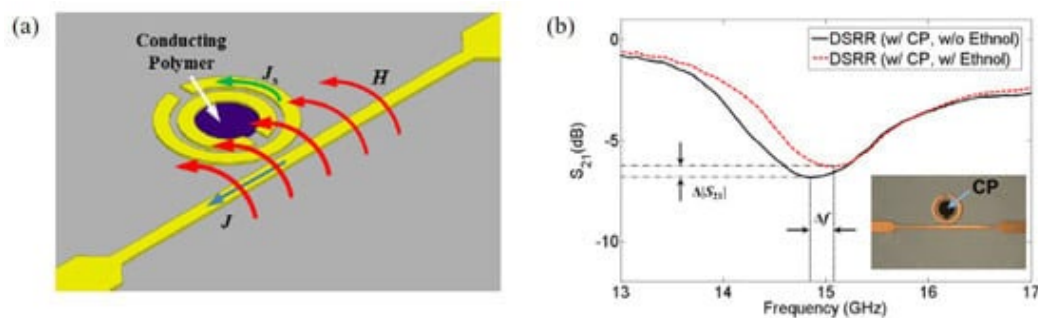 (a)
Conducting
Polymer
Js
H
J
(b)
DSRR (w/ CP, w/o Ethnol)
DSRR (w/ CP, w/ Ethnol)
0
-5
-10
S21(dB)
Δ|S21|
Δf
CP
13 14 15 16 17
Frequency (GHz)